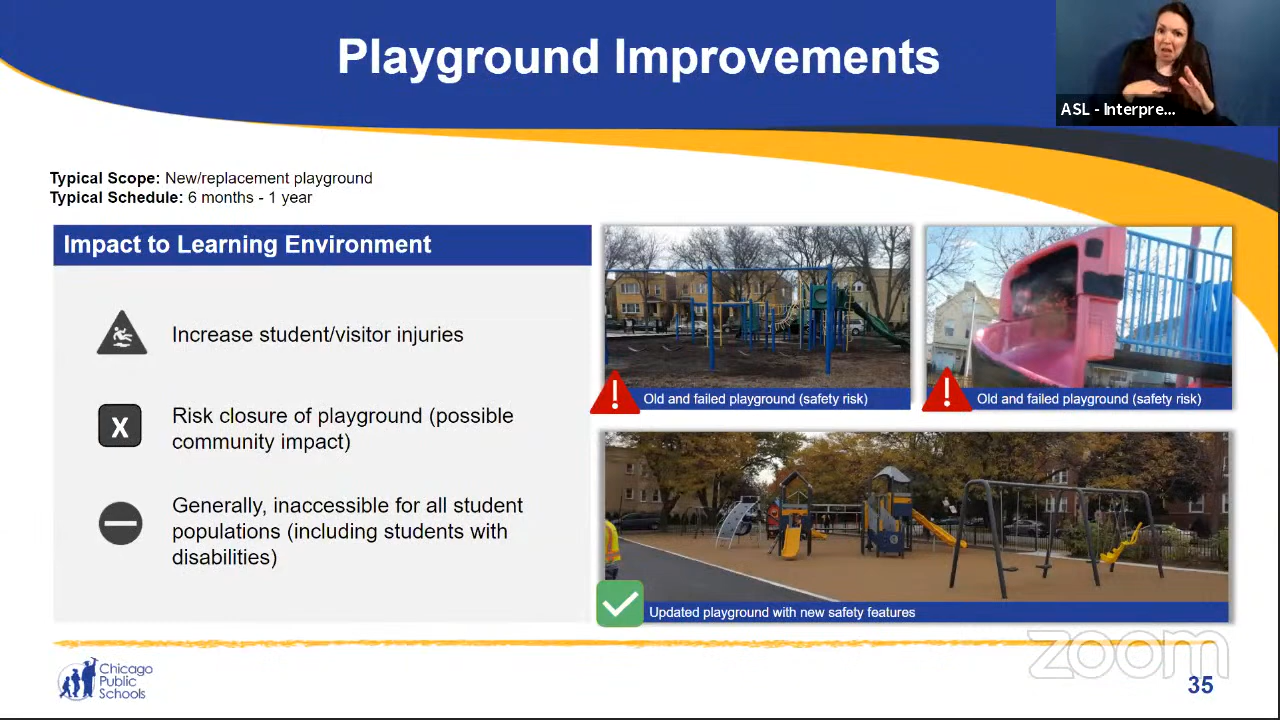 Playground Improvements
ASL - Interpre...
Typical Scope: New/replacement playground
Typical Schedule: 6 months - 1 year
Impact to Learning Environment
Increase student/visitor injuries
X
Risk closure of playground (possible
community impact)
Generally, inaccessible for all student
populations (including students with
disabilities)
!
Old and failed playground (safety risk)
!
Old and failed playground (safety risk)
Updated playground with new safety features
Chicago
Public
Schools
zoom
35